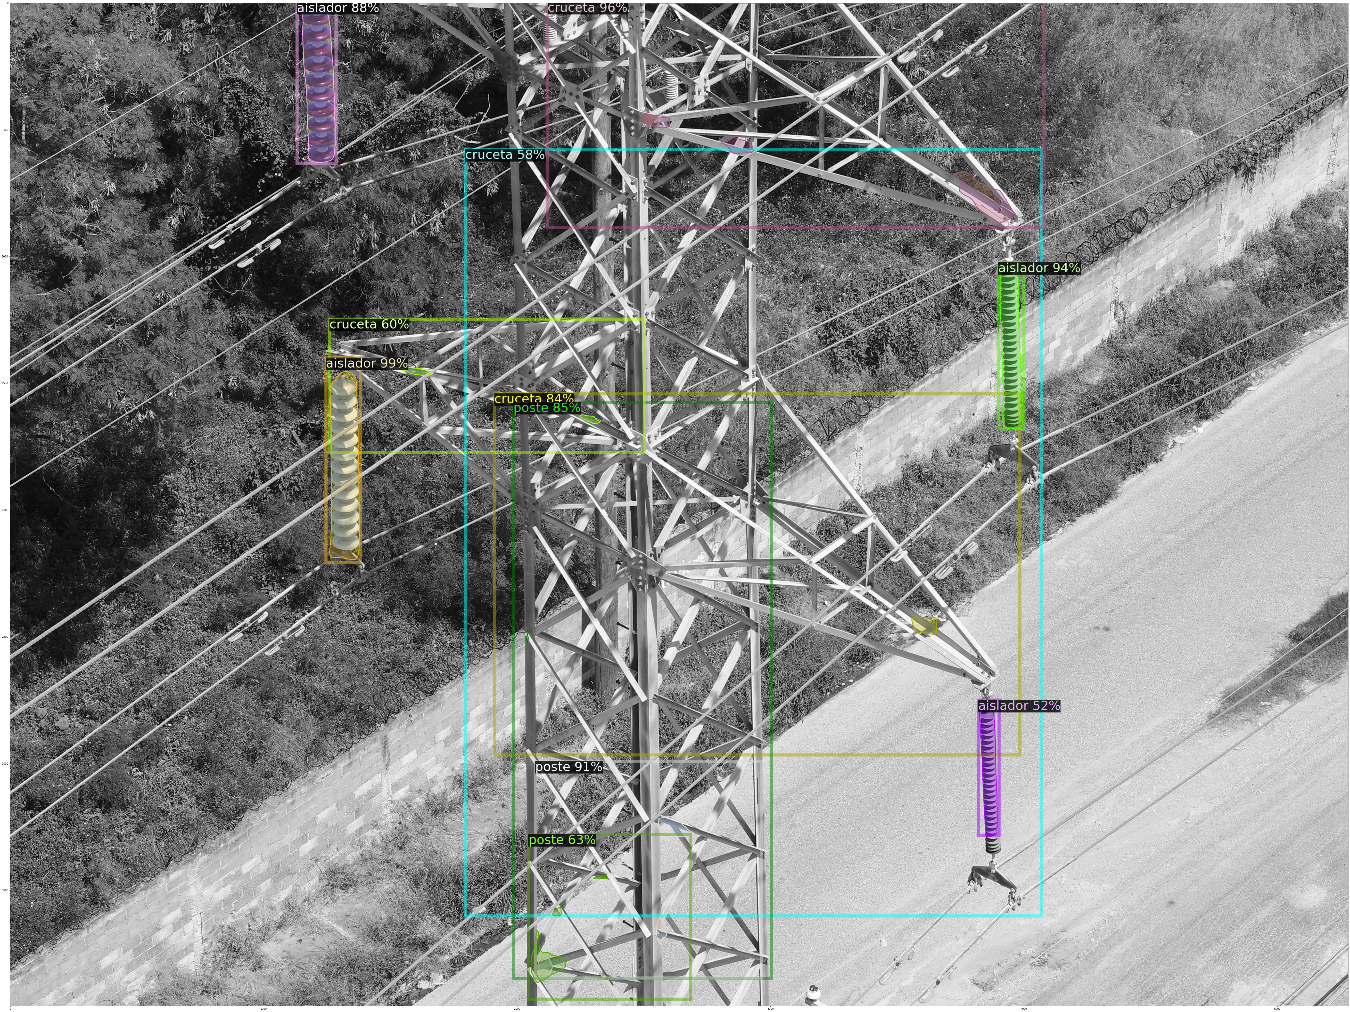 aislador 88%
cruceta 96%
cruceta 58%
aislador 94%
cruceta 60%
aislador 99%
cruceta 84%
poste 85%
aislador 52%
poste 91%
poste 63%